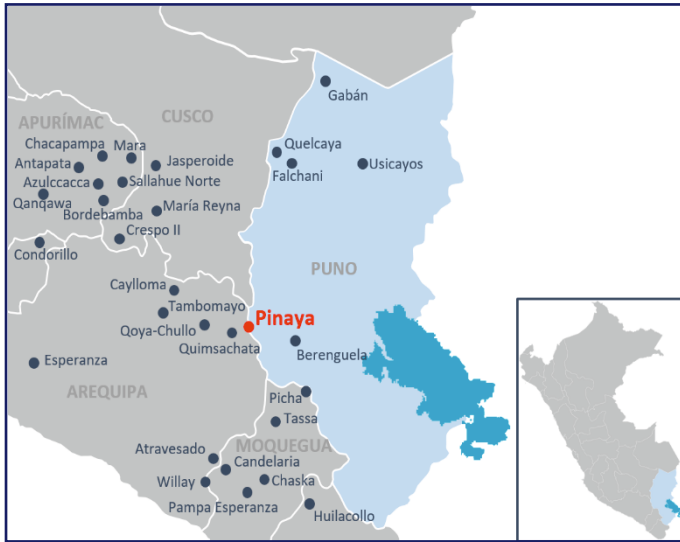 Gabán
CUSCO
APURÍMAC
Chacapampa
Mara
Quelcaya
Antapata
Jasperoide
Falchani
Usicayos
Azulccacca
Sallahue Norte
Qanqawa
Bordebamba
María Reyna
Crespo II
Condorillo
PUNO
Caylloma
Tambomayo
Pinaya
Qoya-Chullo
Quimsachata
Berenguela
Esperanza
AREQUIPA
Picha
Tassa
MOQUEGUA
Atravesado
Candelaria
Willay
Chaska
Pampa Esperanza
Huilacollo